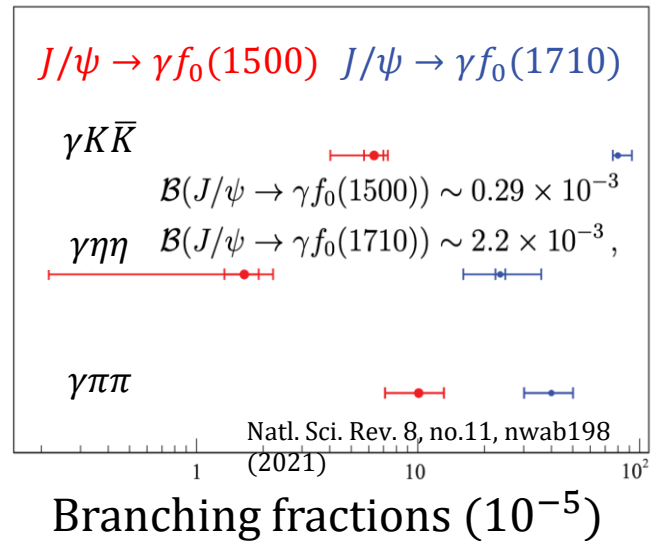 J/ψ → γf₀(1500) J/ψ → γf₀(1710)
γKK̅
ℬ(J/ψ → γf₀(1500)) ∼ 0.29 × 10⁻³
γηη ℬ(J/ψ → γf₀(1710)) ∼ 2.2 × 10⁻³ ,
γππ
Natl. Sci. Rev. 8, no.11, nwab198
(2021)
1 10 10²
Branching fractions (10⁻⁵)